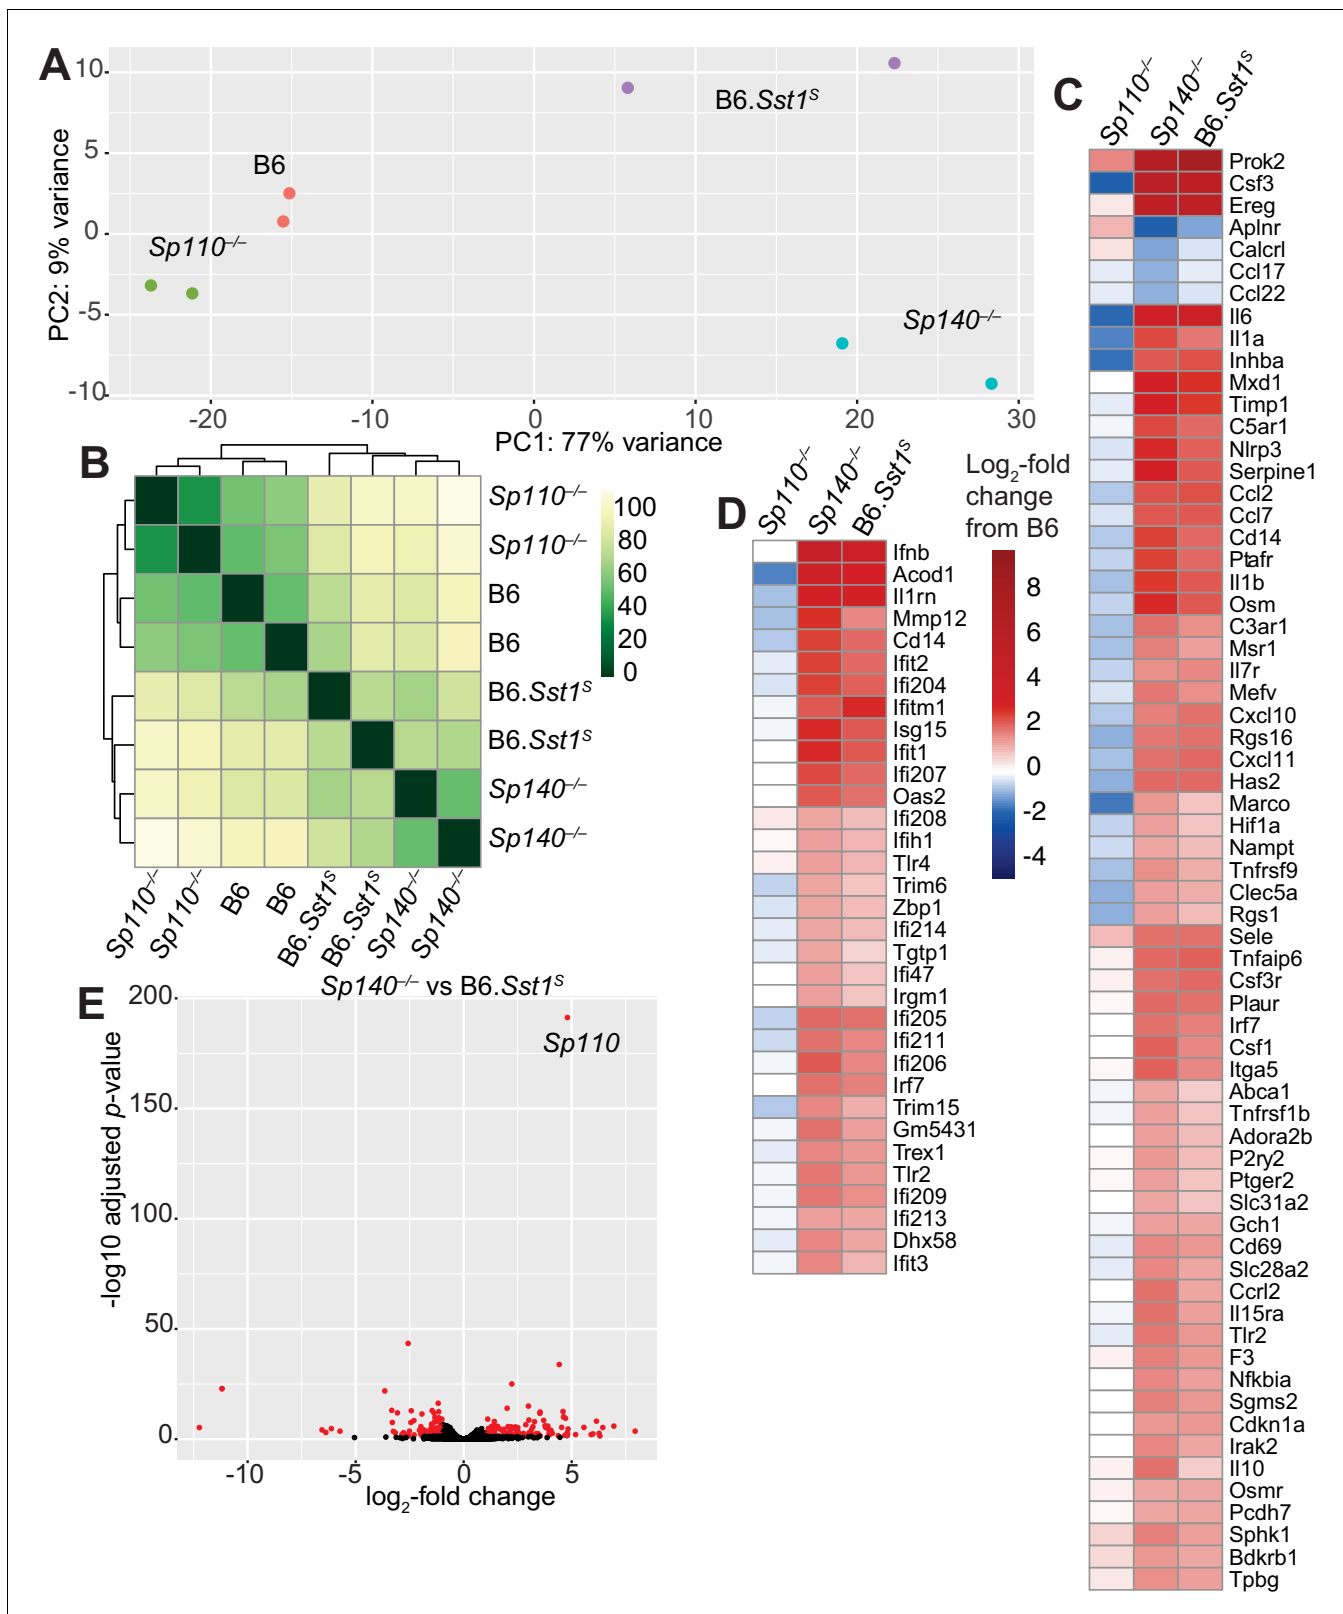 A
10
5
0
-5
-10
PC2: 9% variance
B6.Sst1ˢ
B6
Sp110⁻/⁻
Sp140⁻/⁻
-20
-10
0
10
20
30
PC1: 77% variance
B
Sp110⁻/⁻
Sp110⁻/⁻
B6
B6
B6.Sst1ˢ
B6.Sst1ˢ
Sp140⁻/⁻
Sp140⁻/⁻
100
80
60
40
20
0
Sp110⁻/⁻
Sp110⁻/⁻
B6
B6
B6.Sst1ˢ
B6.Sst1ˢ
Sp140⁻/⁻
Sp140⁻/⁻
C
Sp110⁻/⁻
Sp140⁻/⁻
B6.Sst1ˢ
Prok2
Csf3
Ereg
Aplnr
Calcrl
Ccl17
Ccl22
Il6
Il1a
Inhba
Mxd1
Timp1
C5ar1
Nlrp3
Serpine1
Ccl2
Ccl7
Cd14
Ptafr
Il1b
Osm
C3ar1
Msr1
Il7r
Mefv
Cxcl10
Rgs16
Cxcl11
Has2
Marco
Hif1a
Nampt
Tnfrsf9
Clec5a
Rgs1
Sele
Tnfaip6
Csf3r
Plaur
Irf7
Csf1
Itga5
Abca1
Tnfrsf1b
Adora2b
P2ry2
Ptger2
Slc31a2
Gch1
Cd69
Slc28a2
Ccrl2
Il15ra
Tlr2
F3
Nfkbia
Sgms2
Cdkn1a
Irak2
Il10
Osmr
Pcdh7
Sphk1
Bdkrb1
Tpbg
D
Sp110⁻/⁻
Sp140⁻/⁻
B6.Sst1ˢ
Ifnb
Acod1
Il1rn
Mmp12
Cd14
Ifit2
Ifi204
Ifitm1
Isg15
Ifit1
Ifi207
Oas2
Ifi208
Ifih1
Tlr4
Trim6
Zbp1
Ifi214
Tgtp1
Ifi47
Irgm1
Ifi205
Ifi211
Ifi206
Irf7
Trim15
Gm5431
Trex1
Tlr2
Ifi209
Ifi213
Dhx58
Ifit3
Log₂-fold
change
from B6
8
6
4
2
0
-2
-4
E
Sp140⁻/⁻ vs B6.Sst1ˢ
200
150
100
50
0
-log10 adjusted p-value
Sp110
-10
-5
0
5
log₂-fold change